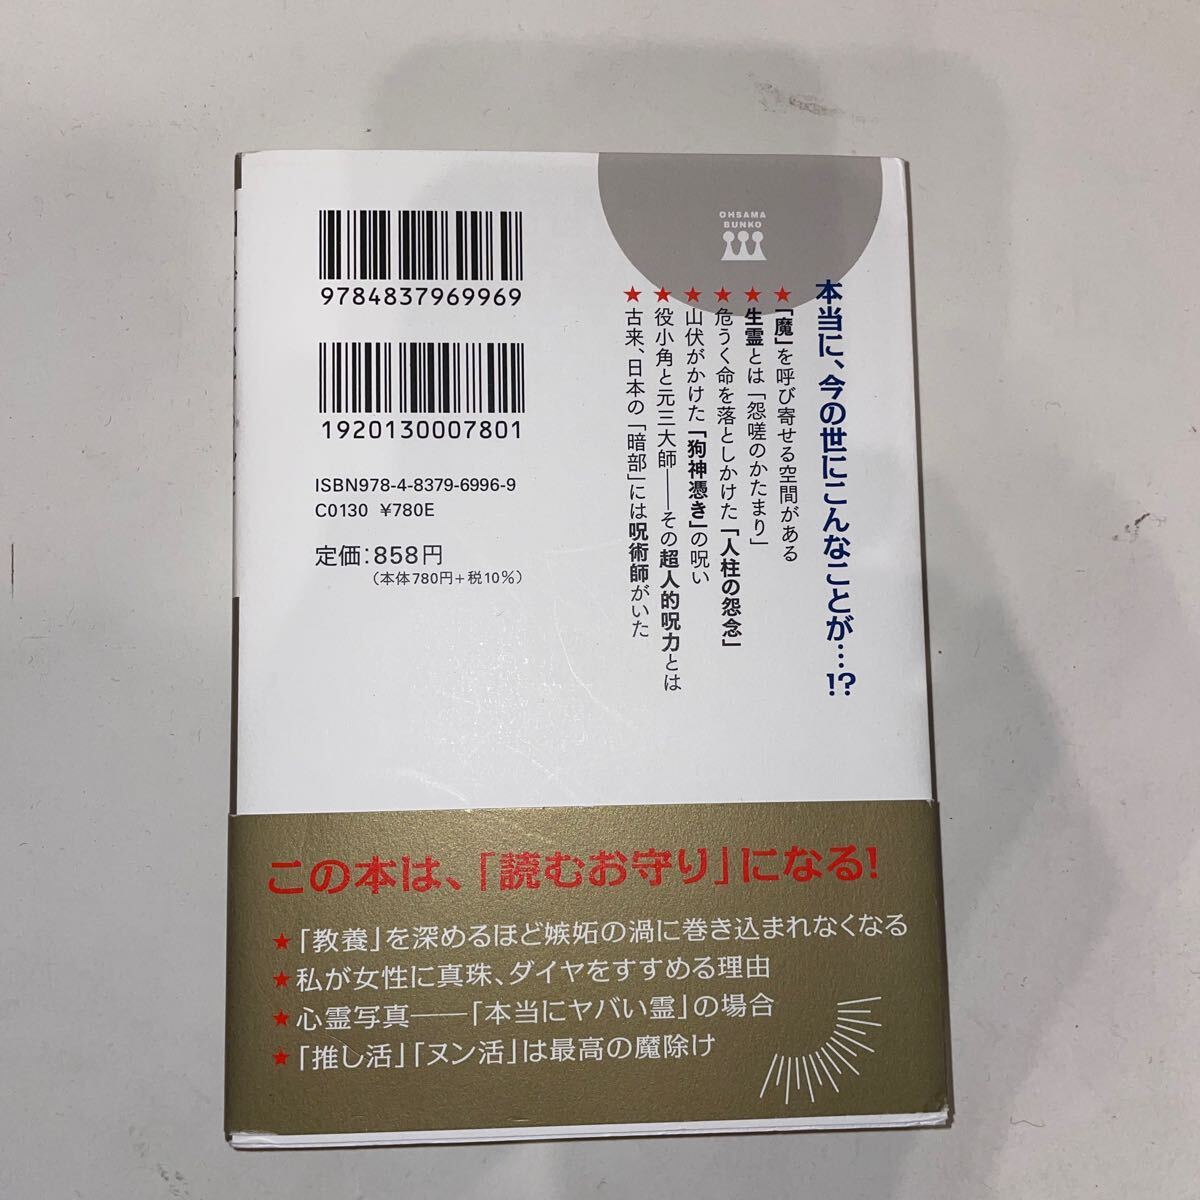 OHSAMA
BUNKO
本当に、今の世にこんなことが…!?
★「魔」を呼び寄せる空間がある
★生霊とは「怨嗟のかたまり」
★危うく命を落としかけた「人柱の怨念」
★山伏がかけた「狗神憑き」の呪い
★役小角と元三大師——その超人的呪力とは
★古来、日本の「暗部」には呪術師がいた
9784837969969
1920130007801
ISBN978-4-8379-6996-9
C0130 ¥780E
定価:858円
(本体780円+税10%)
この本は、「読むお守り」になる!
★「教養」を深めるほど嫉妬の渦に巻き込まれなくなる
★私が女性に真珠、ダイヤをすすめる理由
★心霊写真——「本当にヤバい霊」の場合
★「推し活」「ヌン活」は最高の魔除け